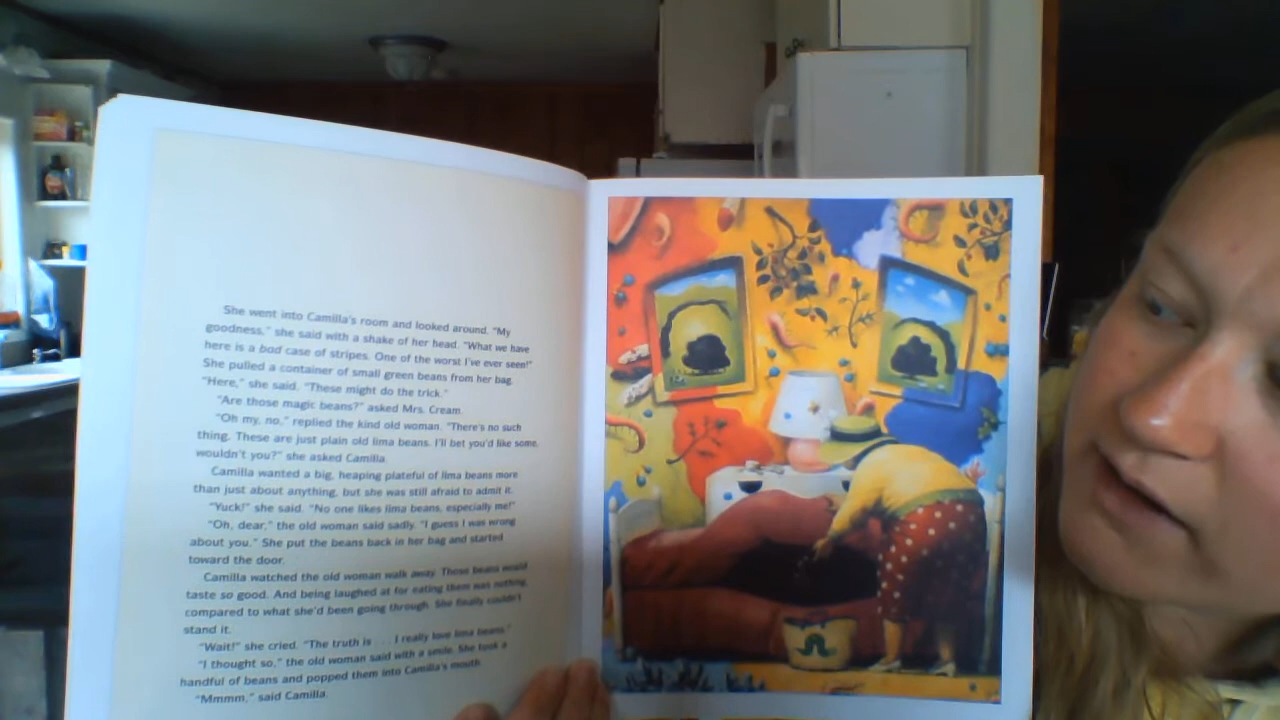 She went into Camilla's room and looked around. "My
goodness," she said with a shake of her head. "What we have
here is a bad case of stripes. One of the worst I've ever seen!"
She pulled a container of small green beans from her bag.
"Here," she said. "These might do the trick."
"Are those magic beans?" asked Mrs. Cream.
"Oh my, no," replied the kind old woman. "There's no such
thing. These are just plain old lima beans. I'll bet you'd like some,
wouldn't you?" she asked Camilla.
Camilla wanted a big, heaping plateful of lima beans more
than just about anything, but she was still afraid to admit it.
"Yuck!" she said. "No one likes lima beans, especially me!"
"Oh, dear," the old woman said sadly. "I guess I was wrong
about you." She put the beans back in her bag and started
toward the door.
Camilla watched the old woman walk away. Those beans would
taste so good. And being laughed at for eating them was nothing,
compared to what she'd been going through. She finally couldn't
stand it.
"Wait!" she cried. "The truth is . . . I really love lima beans."
"I thought so," the old woman said with a smile. She took a
handful of beans and popped them into Camilla's mouth.
"Mmmm," said Camilla.